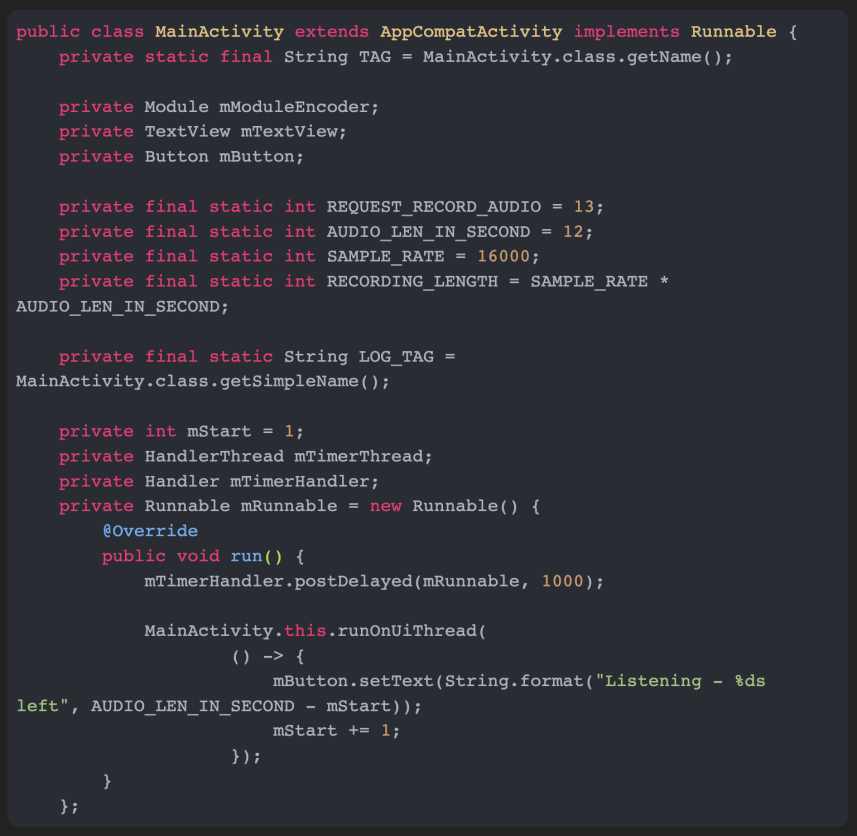 public class MainActivity extends AppCompatActivity implements Runnable {
    private static final String TAG = MainActivity.class.getName();

    private Module mModuleEncoder;
    private TextView mTextView;
    private Button mButton;

    private final static int REQUEST_RECORD_AUDIO = 13;
    private final static int AUDIO_LEN_IN_SECOND = 12;
    private final static int SAMPLE_RATE = 16000;
    private final static int RECORDING_LENGTH = SAMPLE_RATE *
AUDIO_LEN_IN_SECOND;

    private final static String LOG_TAG =
MainActivity.class.getSimpleName();

    private int mStart = 1;
    private HandlerThread mTimerThread;
    private Handler mTimerHandler;
    private Runnable mRunnable = new Runnable() {
        @Override
        public void run() {
            mTimerHandler.postDelayed(mRunnable, 1000);

            MainActivity.this.runOnUiThread(
                    () -> {
                        mButton.setText(String.format("Listening - %ds
left", AUDIO_LEN_IN_SECOND - mStart));
                        mStart += 1;
                    });
        }
    };